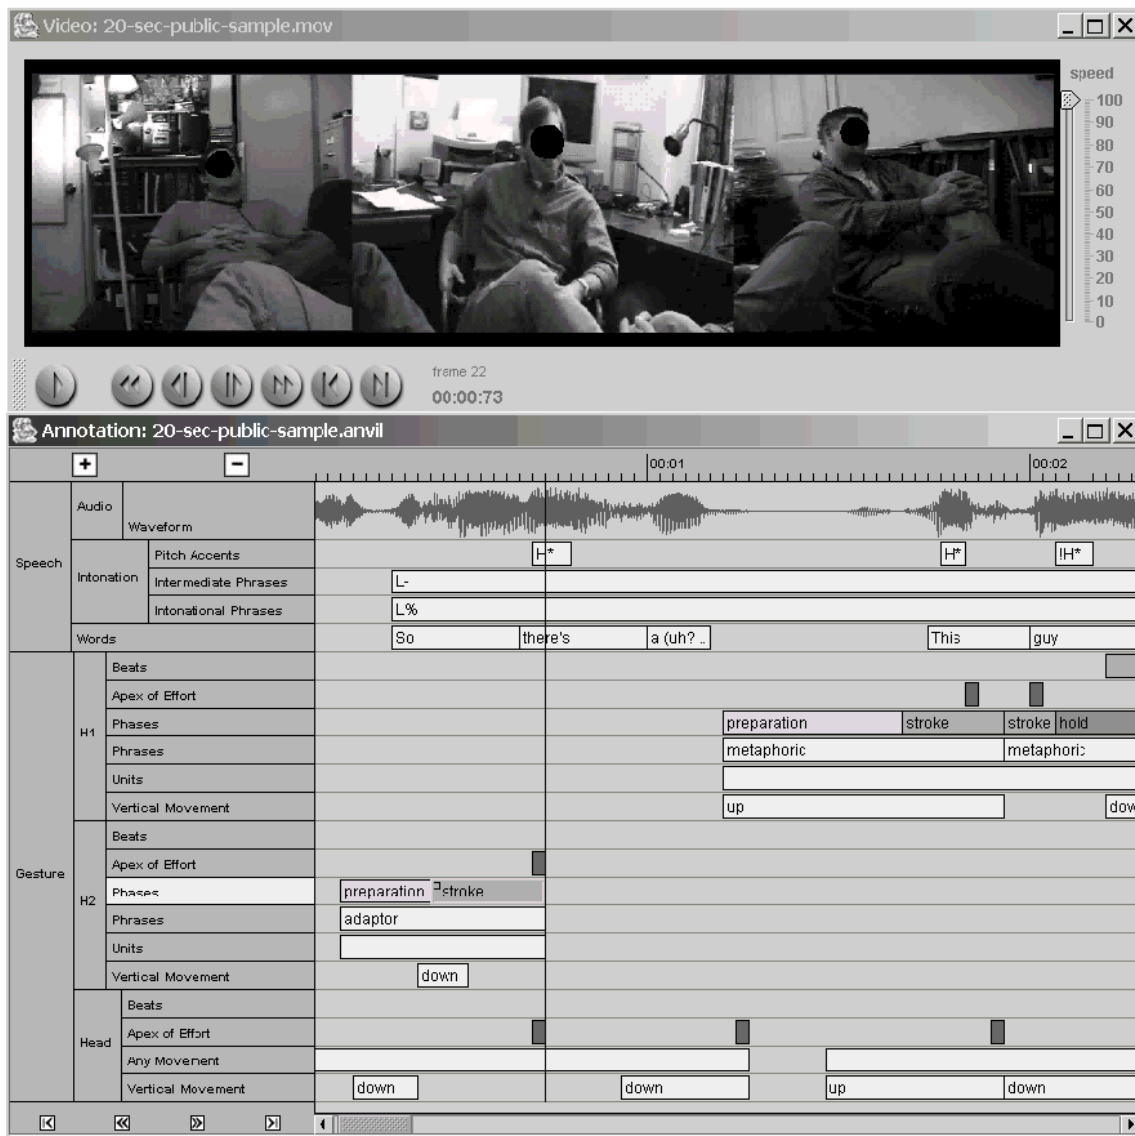 Video: 20-sec-public-sample.mov
speed
100
90
80
70
60
50
40
30
20
10
0
frame 22
00:00:73
Annotation: 20-sec-public-sample.anvil
+ -
00:01 00:02
Speech
Audio
Waveform
Intonation
Pitch Accents H* H* !H*
Intermediate Phrases L-
Intonational Phrases L%
Words So there's a (uh? .. This guy
Gesture
H1
Beats
Apex of Effort
Phases preparation stroke stroke hold
Phrases metaphoric metaphoric
Units
Vertical Movement up dow
H2
Beats
Apex of Effort
Phases preparation stroke
Phrases adaptor
Units
Vertical Movement down
Head
Beats
Apex of Effort
Any Movement
Vertical Movement down down up down